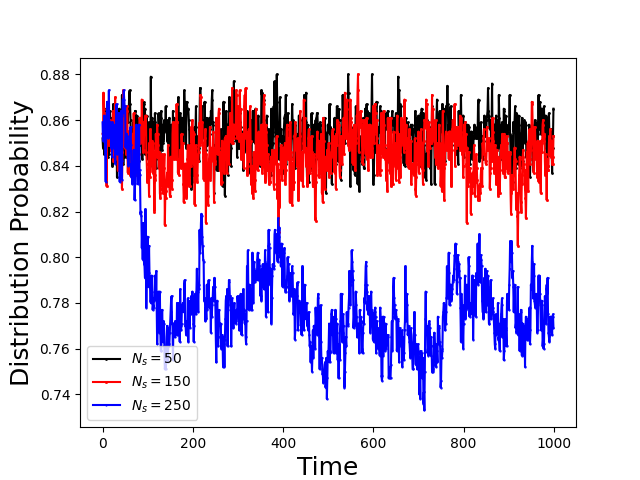 0.88
0.86
0.84
0.82
0.80
0.78
0.76
0.74
Distribution Probability
N_s = 50
N_s = 150
N_s = 250
0 200 400 600 800 1000
Time